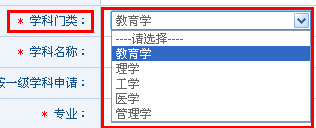 * 学科门类： 教育学
----请选择----
* 学科名称： 教育学
理学
按一级学科申请： 工学
医学
* 专业： 管理学